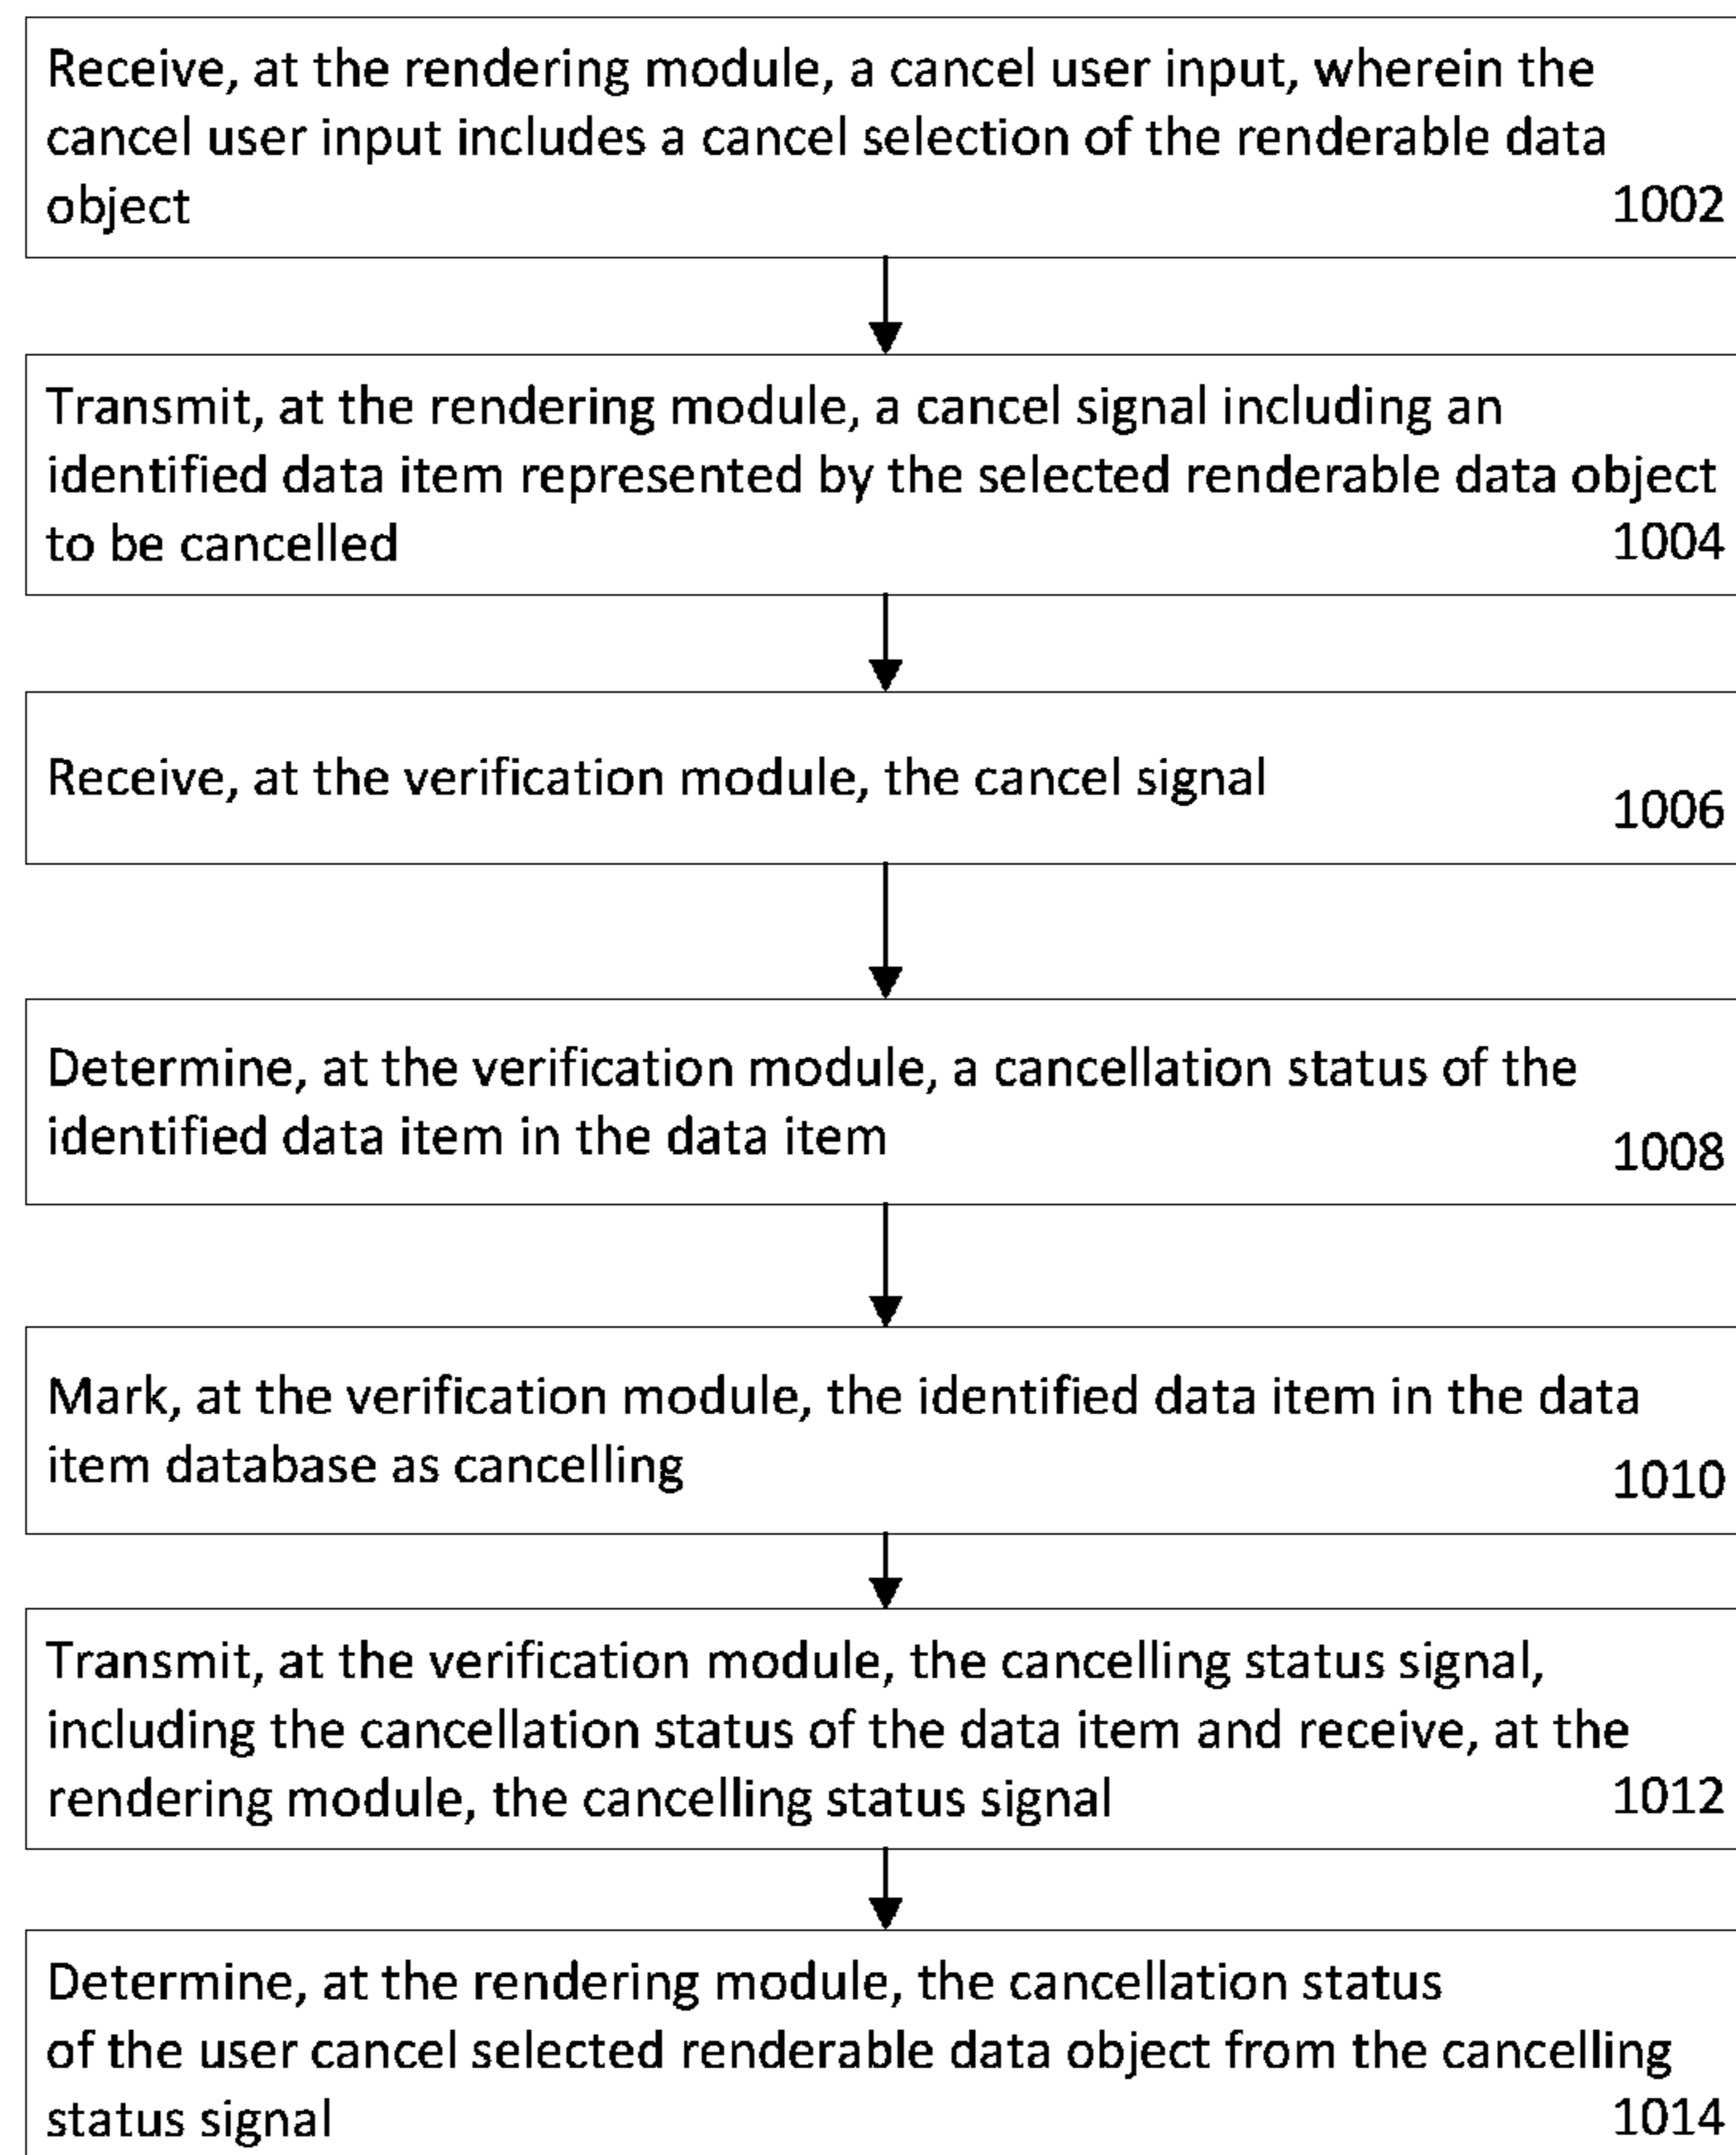 Receive, at the rendering module, a cancel user input, wherein the
cancel user input includes a cancel selection of the renderable data
object 1002
Transmit, at the rendering module, a cancel signal including an
identified data item represented by the selected renderable data object
to be cancelled 1004
Receive, at the verification module, the cancel signal
1006
Determine, at the verification module, a cancellation status of the
identified data item in the data item
1008
Mark, at the verification module, the identified data item in the data
item database as cancelling
1010
Transmit, at the verification module, the cancelling status signal,
including the cancellation status of the data item and receive, at the
rendering module, the cancelling status signal 1012
Determine, at the rendering module, the cancellation status
of the user cancel selected renderable data object from the cancelling
status signal 1014